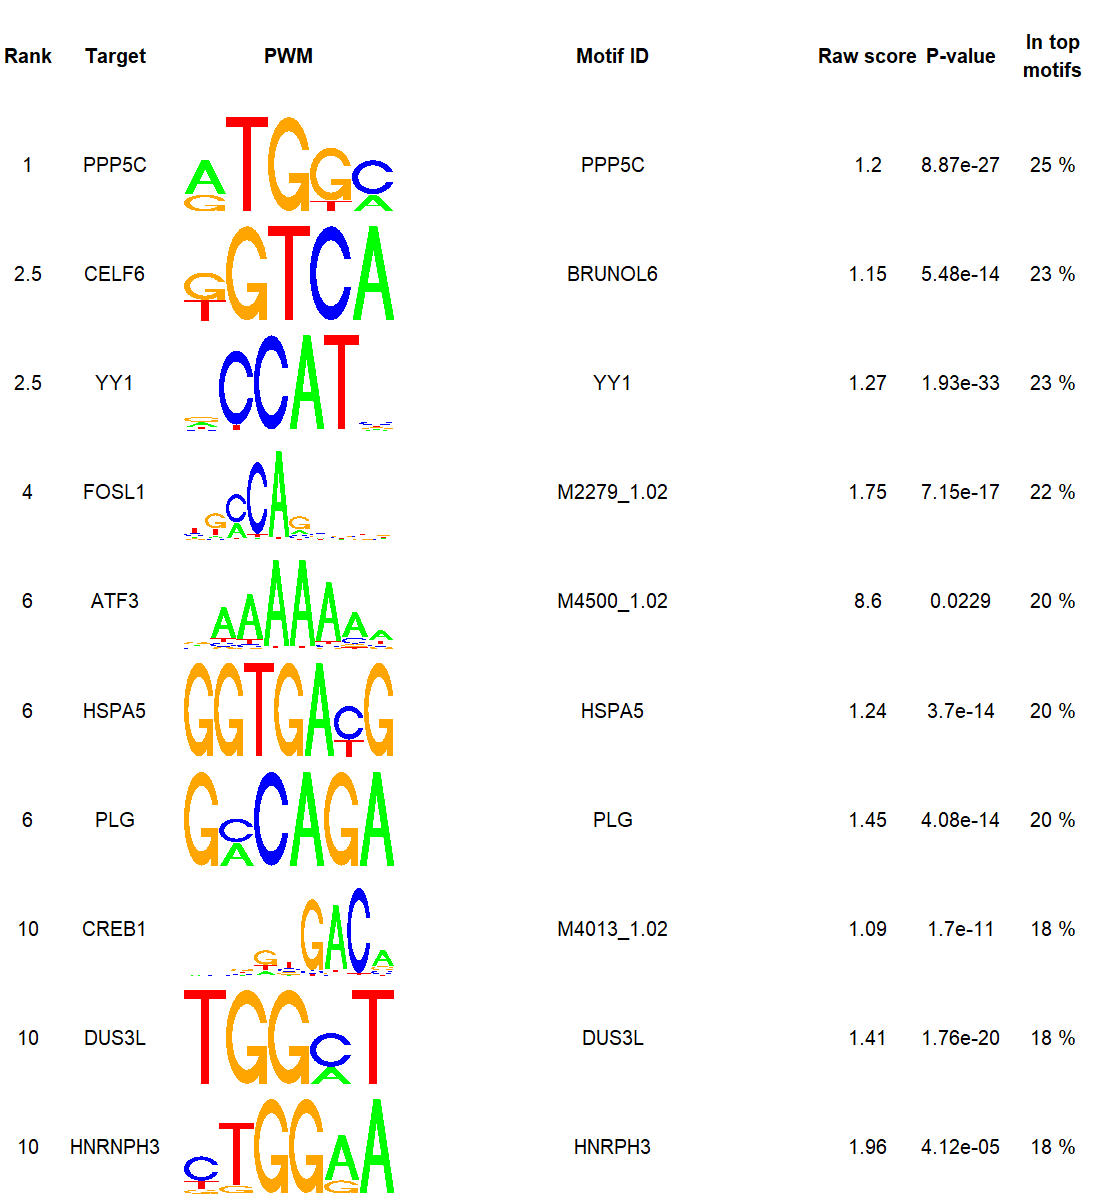 Rank Target PWM Motif ID Raw score P-value In top motifs
1 PPP5C PPP5C 1.2 8.87e-27 25 %
2.5 CELF6 BRUNOL6 1.15 5.48e-14 23 %
2.5 YY1 YY1 1.27 1.93e-33 23 %
4 FOSL1 M2279_1.02 1.75 7.15e-17 22 %
6 ATF3 M4500_1.02 8.6 0.0229 20 %
6 HSPA5 HSPA5 1.24 3.7e-14 20 %
6 PLG PLG 1.45 4.08e-14 20 %
10 CREB1 M4013_1.02 1.09 1.7e-11 18 %
10 DUS3L DUS3L 1.41 1.76e-20 18 %
10 HNRNPH3 HNRPH3 1.96 4.12e-05 18 %